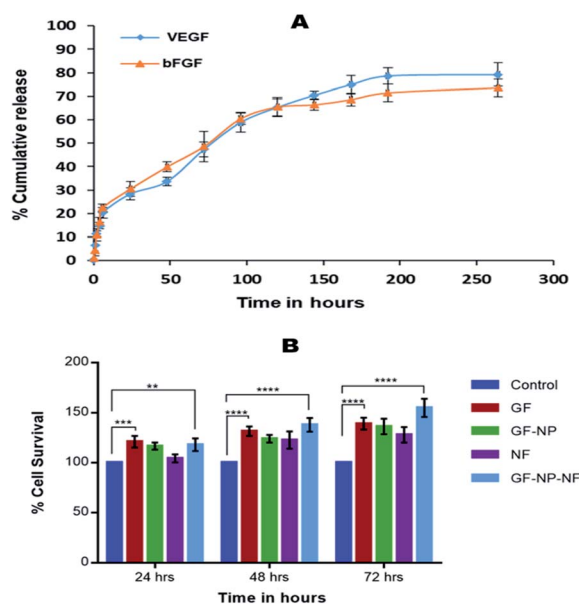 A
VEGF
bFGF
% Cumulative release
100
90
80
70
60
50
40
30
20
10
0
0 50 100 150 200 250 300
Time in hours
B
% Cell Survival
200
150
100
50
0
*** ** **** **** **** ****
24 hrs 48 hrs 72 hrs
Time in hours
Control
GF
GF-NP
NF
GF-NP-NF